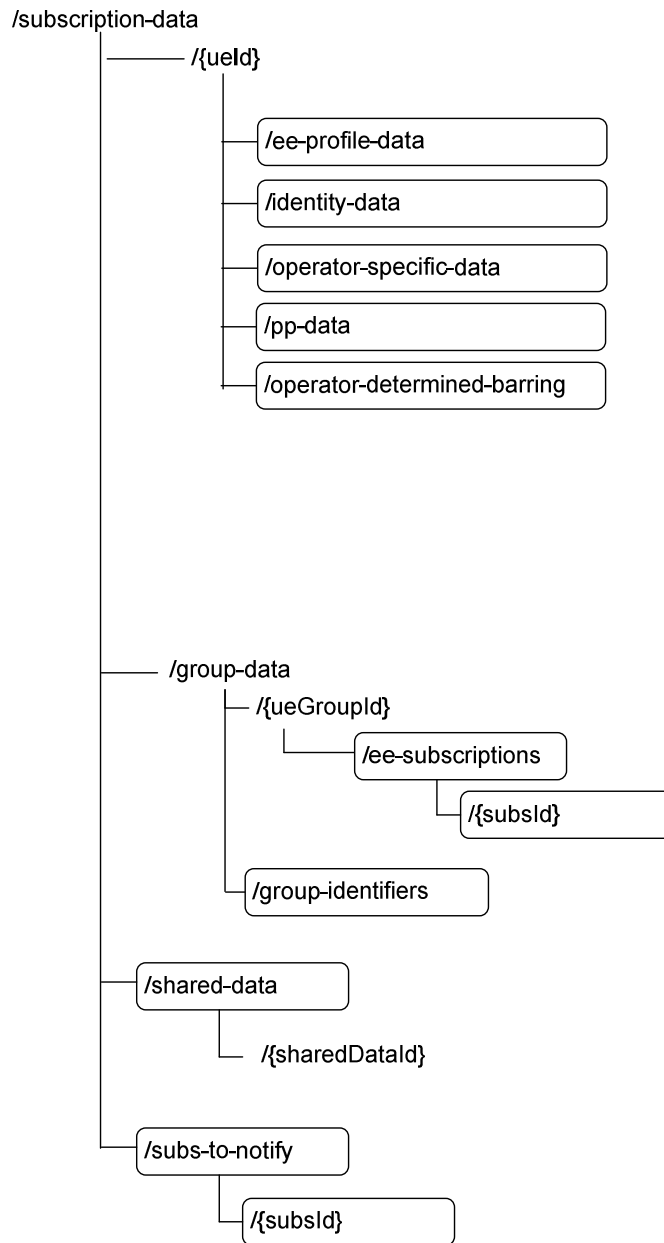 /subscription-data
/{ueId}
/ee-profile-data
/identity-data
/operator-specific-data
/pp-data
/operator-determined-barring
/group-data
/{ueGroupId}
/ee-subscriptions
/{subsId}
/group-identifiers
/shared-data
/{sharedDataId}
/subs-to-notify
/{subsId}